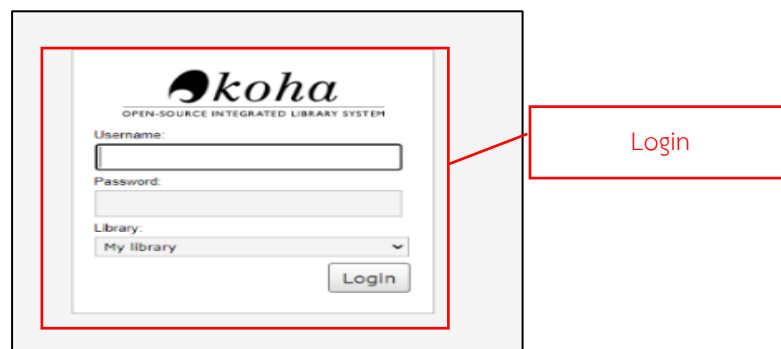 koha
OPEN-SOURCE INTEGRATED LIBRARY SYSTEM
Username:
Password:
Library:
My library
Login
Login